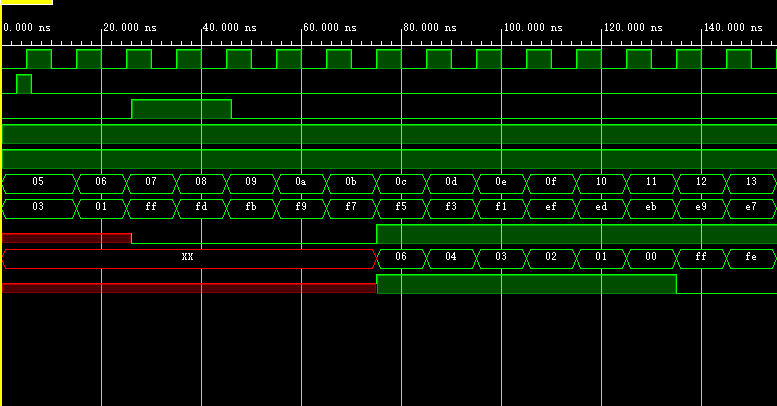 0.000 ns 20.000 ns 40.000 ns 60.000 ns 80.000 ns 100.000 ns 120.000 ns 140.000 ns
05 06 07 08 09 0a 0b 0c 0d 0e 0f 10 11 12 13
03 01 ff fd fb f9 f7 f5 f3 f1 ef ed eb e9 e7
XX 06 04 03 02 01 00 ff fe